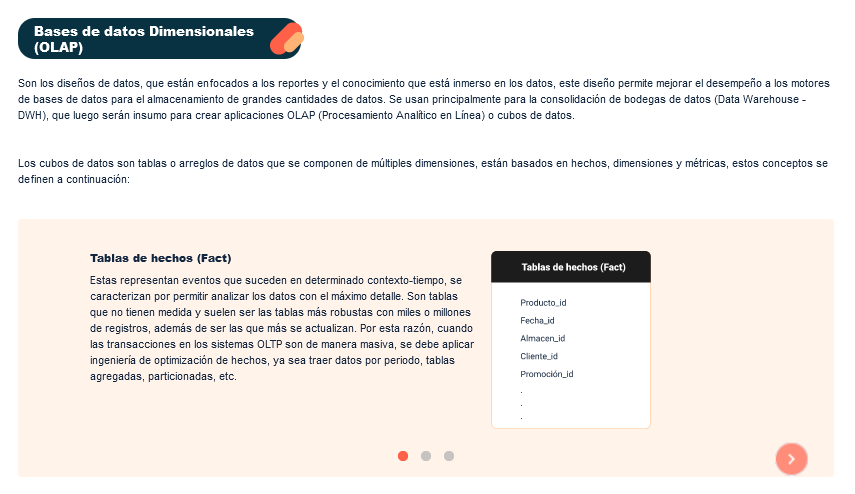 Bases de datos Dimensionales
(OLAP)
Son los diseños de datos, que están enfocados a los reportes y el conocimiento que está inmerso en los datos, este diseño permite mejorar el desempeño a los motores
de bases de datos para el almacenamiento de grandes cantidades de datos. Se usan principalmente para la consolidación de bodegas de datos (Data Warehouse -
DWH), que luego serán insumo para crear aplicaciones OLAP (Procesamiento Analítico en Línea) o cubos de datos.
Los cubos de datos son tablas o arreglos de datos que se componen de múltiples dimensiones, están basados en hechos, dimensiones y métricas, estos conceptos se
definen a continuación:
Tablas de hechos (Fact)
Estas representan eventos que suceden en determinado contexto-tiempo, se
caracterizan por permitir analizar los datos con el máximo detalle. Son tablas
que no tienen medida y suelen ser las tablas más robustas con miles o millones
de registros, además de ser las que más se actualizan. Por esta razón, cuando
las transacciones en los sistemas OLTP son de manera masiva, se debe aplicar
ingeniería de optimización de hechos, ya sea traer datos por periodo, tablas
agregadas, particionadas, etc.
Tablas de hechos (Fact)
Producto_id
Fecha_id
Almacen_id
Cliente_id
Promoción_id
.
.
.